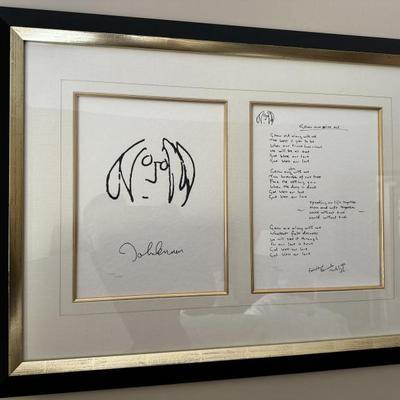 John Lennon
Grow old along with me
The best is yet to be
When our time has come
We will be as one
God bless our love
God bless our love
Grow old along with me
Two branches of one tree
Face the setting sun
When the day is done
God bless our love
God bless our love
Spending our lives together
man and wife together
world without end
world without end
Grow old along with me
Whatever fate decrees
We will see it through
for our love is true
God bless our love
God bless our love